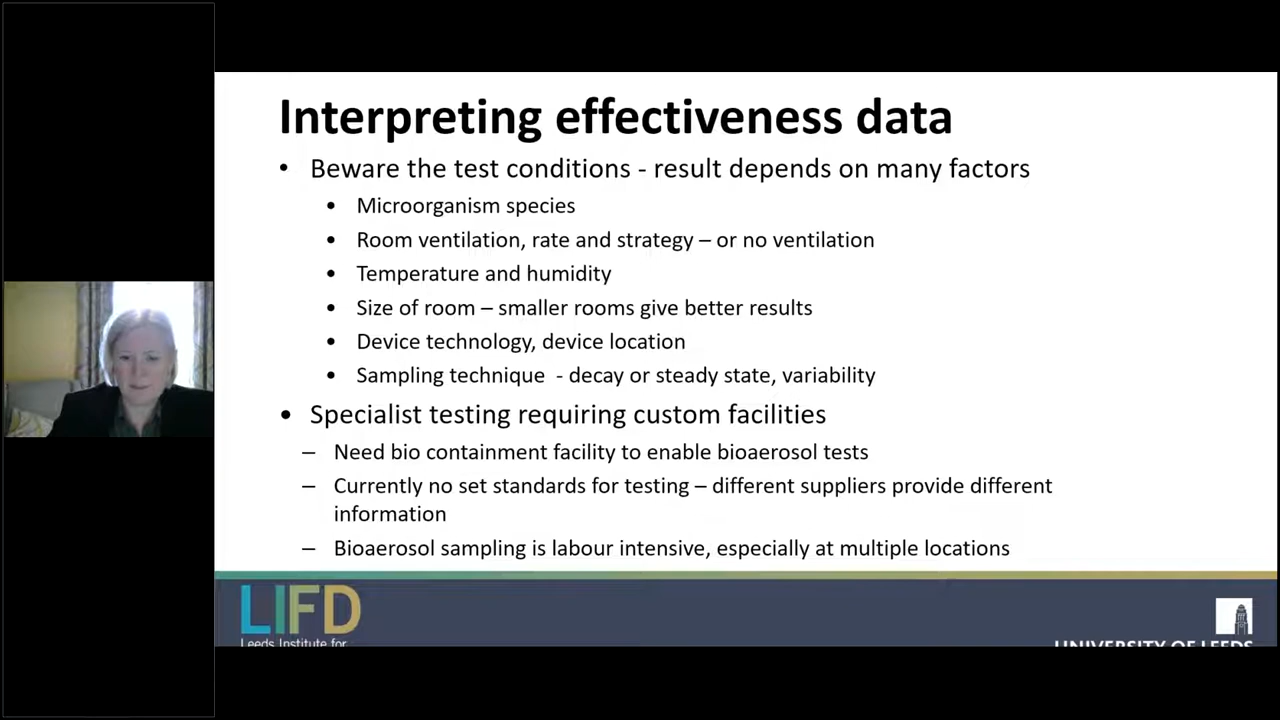 Interpreting effectiveness data
• Beware the test conditions - result depends on many factors
• Microorganism species
• Room ventilation, rate and strategy – or no ventilation
• Temperature and humidity
• Size of room – smaller rooms give better results
• Device technology, device location
• Sampling technique - decay or steady state, variability
• Specialist testing requiring custom facilities
– Need bio containment facility to enable bioaerosol tests
– Currently no set standards for testing – different suppliers provide different
information
– Bioaerosol sampling is labour intensive, especially at multiple locations
LIFD
Leeds Institute for
UNIVERSITY OF LEEDS